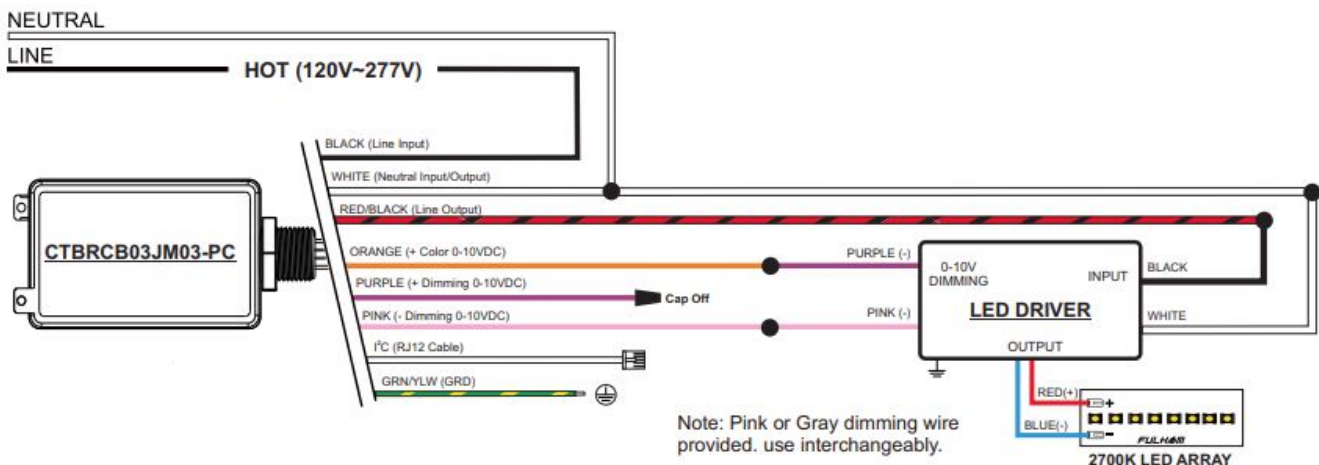 NEUTRAL
LINE
HOT (120V~277V)
BLACK (Line Input)
WHITE (Neutral Input/Output)
RED/BLACK (Line Output)
CTBRCB03JM03-PC
ORANGE (+ Color 0-10VDC)
PURPLE (-)
PURPLE (+ Dimming 0-10VDC)
Cap Off
PINK (- Dimming 0-10VDC)
PINK (-)
I²C (RJ12 Cable)
GRN/YLW (GRD)
0-10V
DIMMING
INPUT
LED DRIVER
OUTPUT
BLACK
WHITE
RED(+)
BLUE(-)
+
-
FULHAM
2700K LED ARRAY
Note: Pink or Gray dimming wire
provided. use interchangeably.